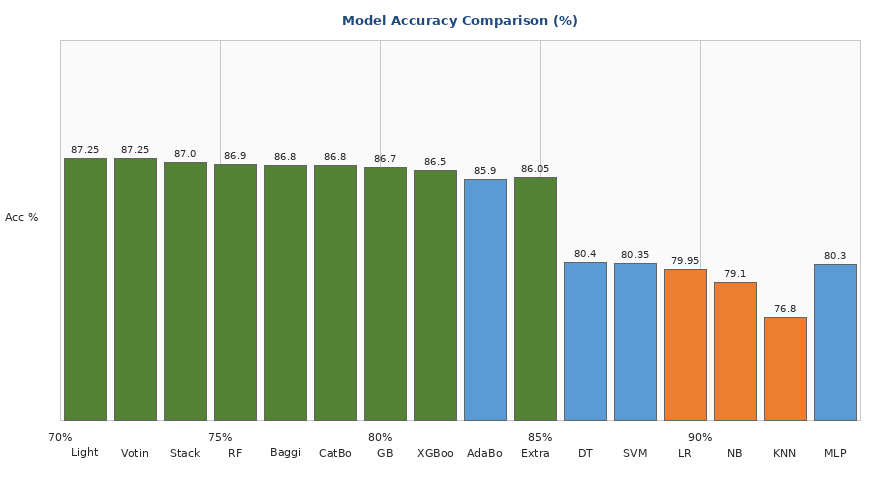 Model Accuracy Comparison (%)
87.25 87.25 87.0 86.9 86.8 86.8 86.7 86.5 85.9 86.05 80.4 80.35 79.95 79.1 76.8 80.3
Acc %
70% 75% 80% 85% 90%
Light Votin Stack RF Baggi CatBo GB XGBoo AdaBo Extra DT SVM LR NB KNN MLP